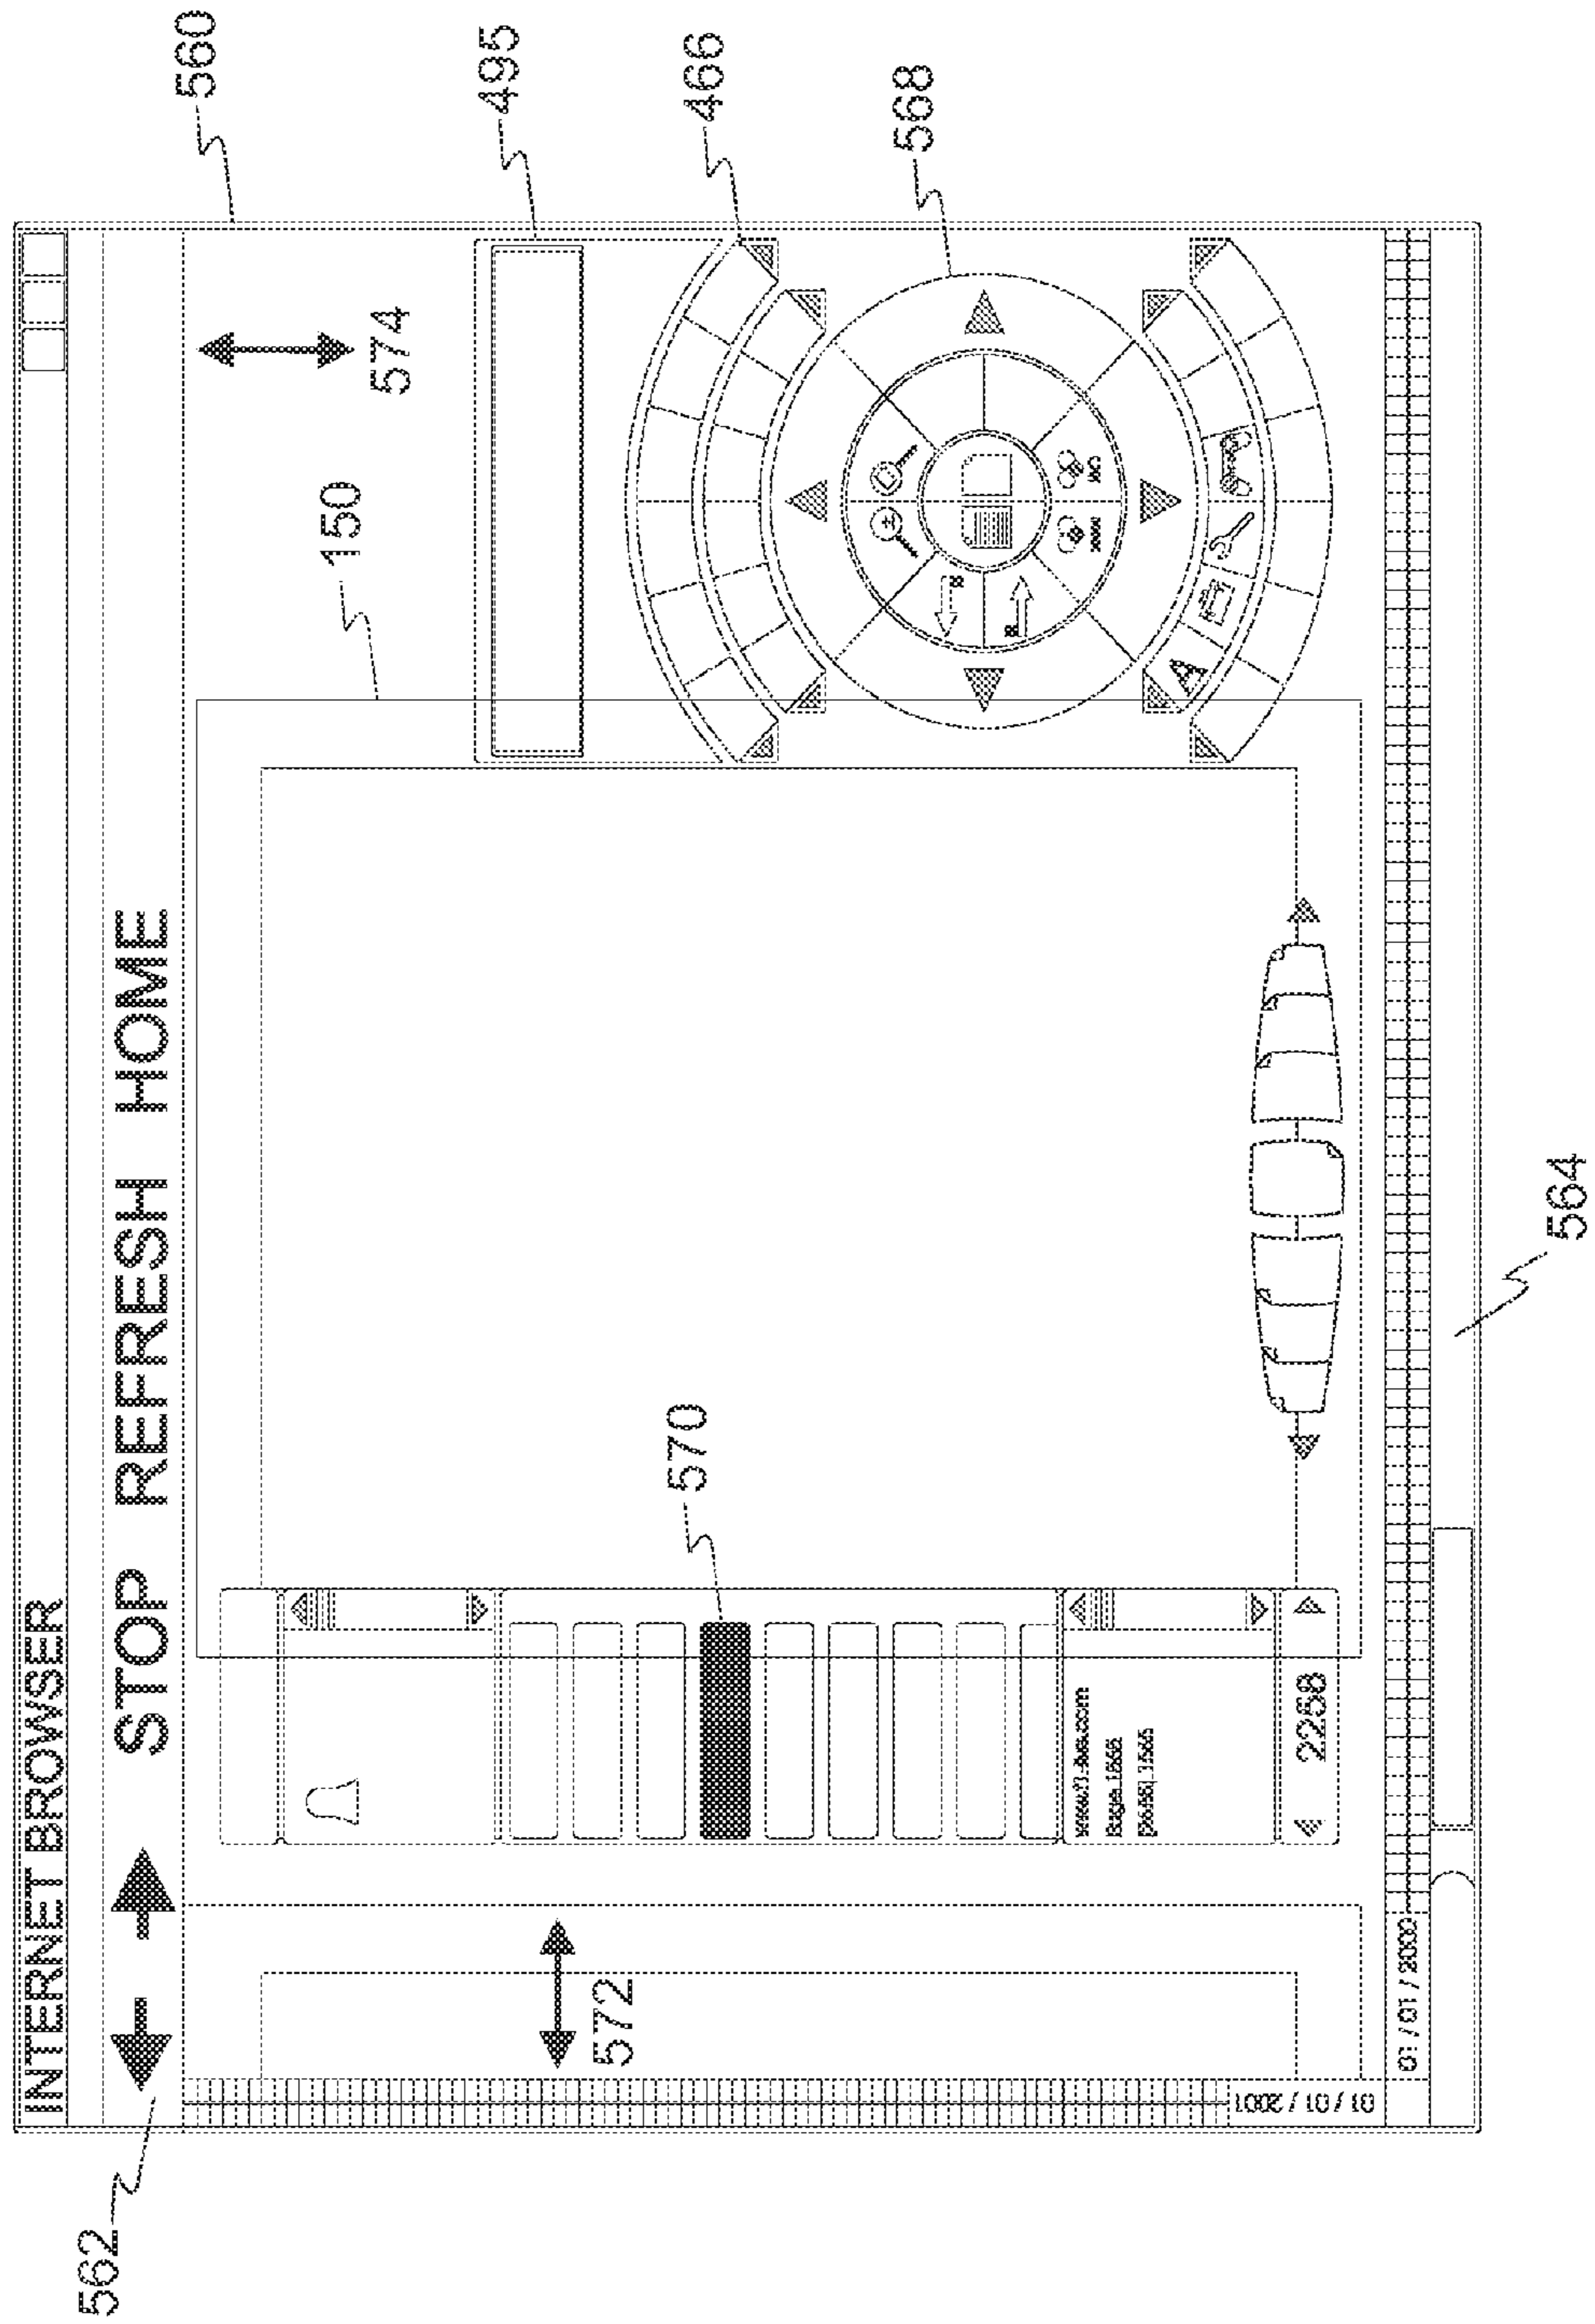 INTERNET BROWSER
STOP REFRESH HOME
562
560
495
466
568
574
150
570
572
2258
564
01 / 01 / 2001
01 / 01 / 2000
A